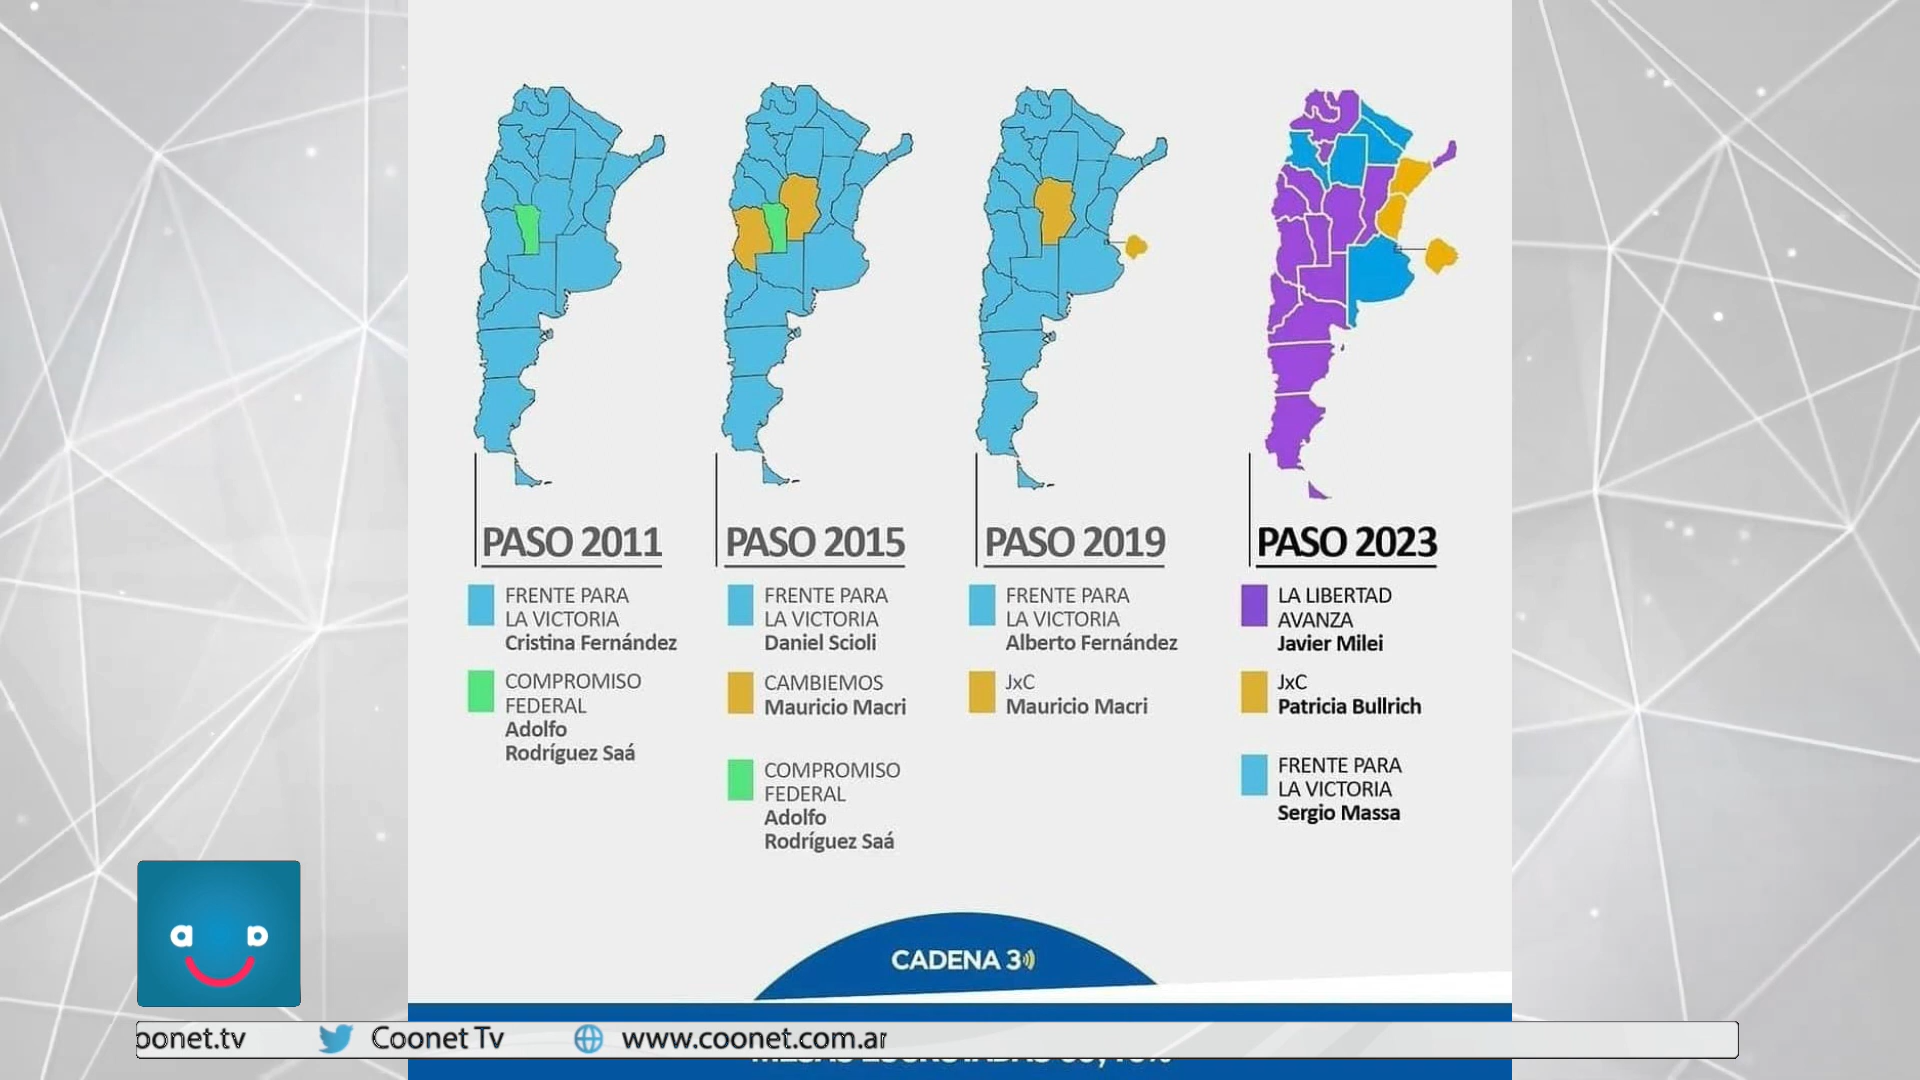 PASO 2011
FRENTE PARA
LA VICTORIA
Cristina Fernández
COMPROMISO
FEDERAL
Adolfo
Rodríguez Saá
PASO 2015
FRENTE PARA
LA VICTORIA
Daniel Scioli
CAMBIEMOS
Mauricio Macri
COMPROMISO
FEDERAL
Adolfo
Rodríguez Saá
PASO 2019
FRENTE PARA
LA VICTORIA
Alberto Fernández
JxC
Mauricio Macri
PASO 2023
LA LIBERTAD
AVANZA
Javier Milei
JxC
Patricia Bullrich
FRENTE PARA
LA VICTORIA
Sergio Massa
CADENA 3
oonet.tv Coonet Tv www.coonet.com.ar